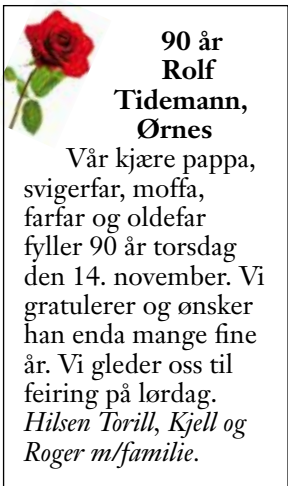 90 år
Rolf
Tidemann,
Ørnes
Vår kjære pappa,
svigerfar, moffa,
farfar og oldefar
fyller 90 år torsdag
den 14. november. Vi
gratulerer og ønsker
han enda mange fine
år. Vi gleder oss til
feiring på lørdag.
Hilsen Torill, Kjell og
Roger m/familie.